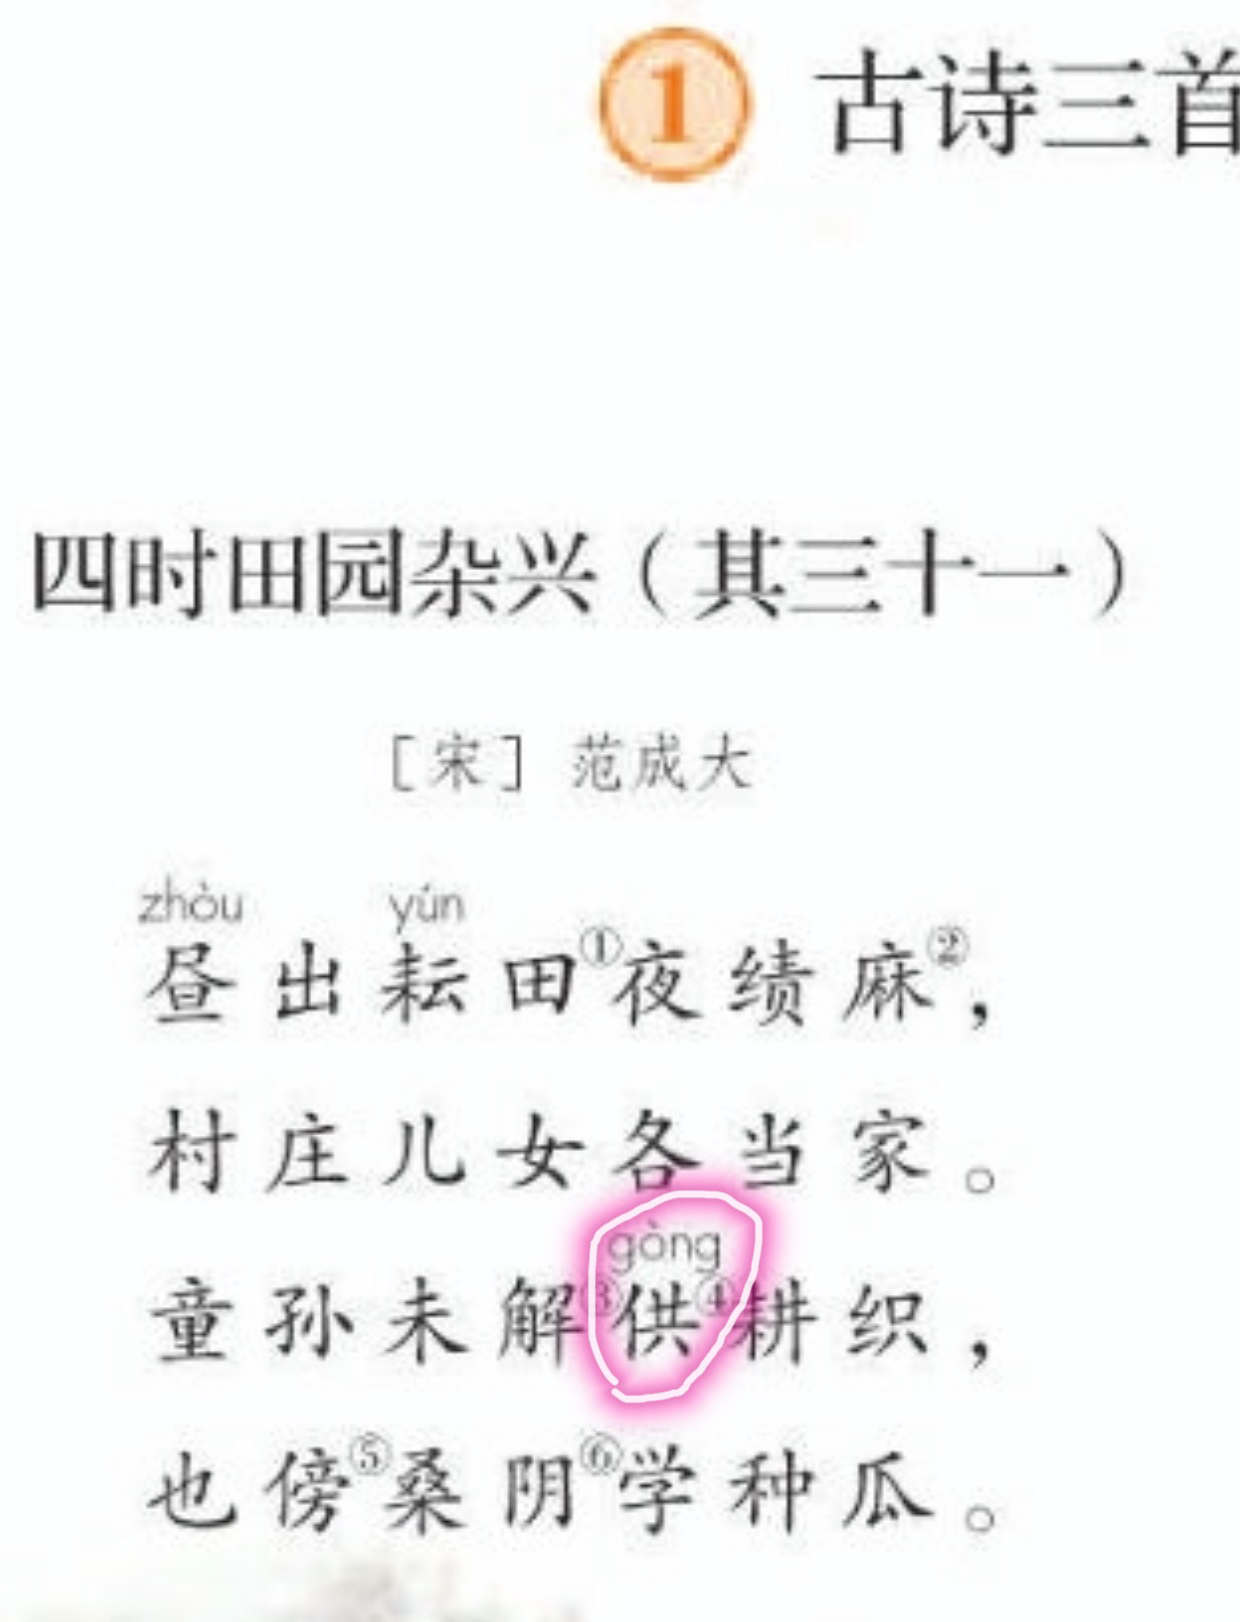 ① 古诗三首
四时田园杂兴（其三十一）
［宋］ 范成大
zhòu yún
昼出耘田①夜绩麻②，
村庄儿女各当家。
gòng
童孙未解③供④耕织，
也傍⑤桑阴⑥学种瓜。